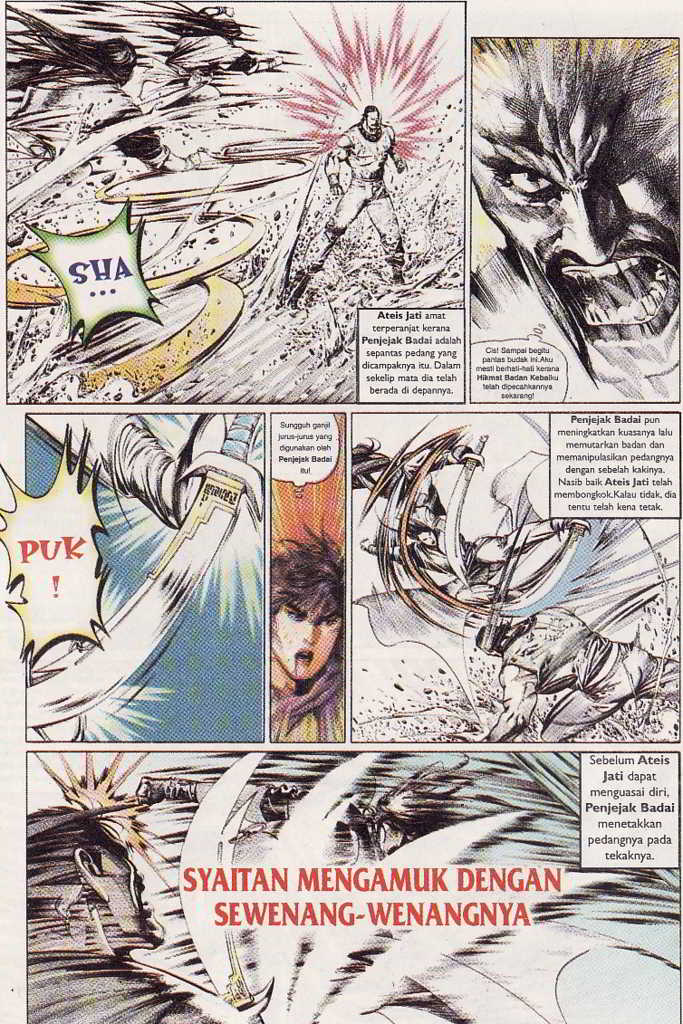 SHA
...
Ateis Jati amat
terperanjat kerana
Penjejak Badai adalah
sepantas pedang yang
dicampaknya itu. Dalam
sekelip mata dia telah
berada di depannya.
Cis! Sampai begitu
pantas budak ini.Aku
mesti berhati-hati kerana
Hikmat Badan Kebalku
telah dipecahkannya
sekarang!
PUK
!
Sungguh ganjil
jurus-jurus yang
digunakan oleh
Penjejak Badai
itu!
Penjejak Badai pun
meningkatkan kuasanya lalu
memutarkan badan dan
memanipulasikan pedangnya
dengan sebelah kakinya.
Nasib baik Ateis Jati telah
membongkok.Kalau tidak, dia
tentu telah kena tetak.
Sebelum Ateis
Jati dapat
menguasai diri,
Penjejak Badai
menetakkan
pedangnya pada
tekaknya.
SYAITAN MENGAMUK DENGAN
SEWENANG-WENANGNYA